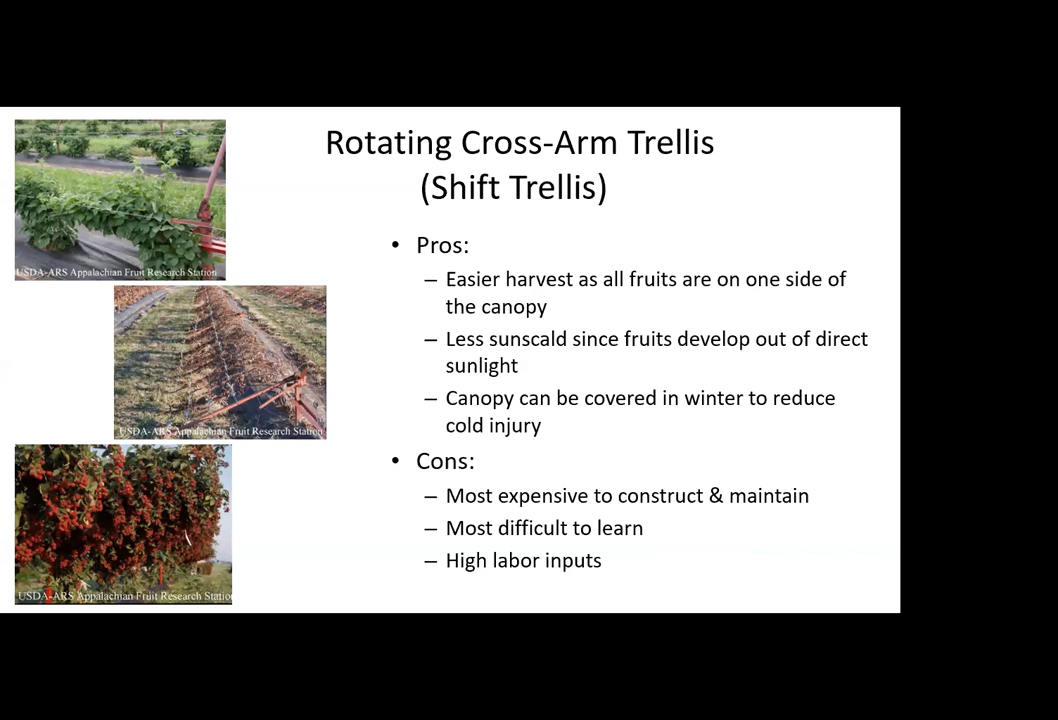 Rotating Cross-Arm Trellis
(Shift Trellis)
• Pros:
– Easier harvest as all fruits are on one side of
the canopy
– Less sunscald since fruits develop out of direct
sunlight
– Canopy can be covered in winter to reduce
cold injury
• Cons:
– Most expensive to construct & maintain
– Most difficult to learn
– High labor inputs
USDA-ARS Appalachian Fruit Research Station
USDA-ARS Appalachian Fruit Research Station
USDA-ARS Appalachian Fruit Research Statio